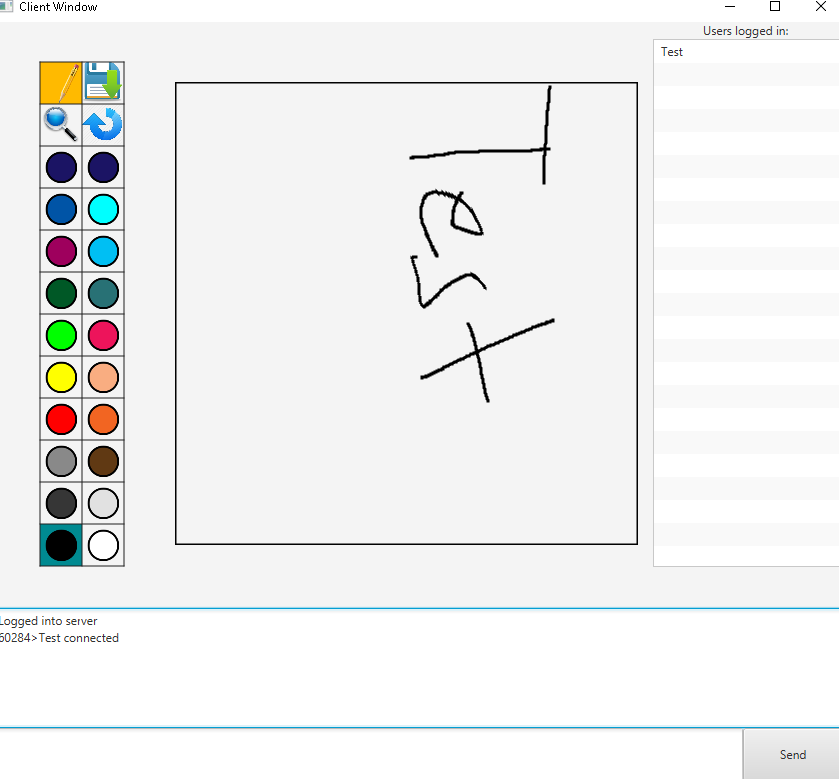 Client Window
Users logged in:
Test
Test
Logged into server
60284>Test connected
Send